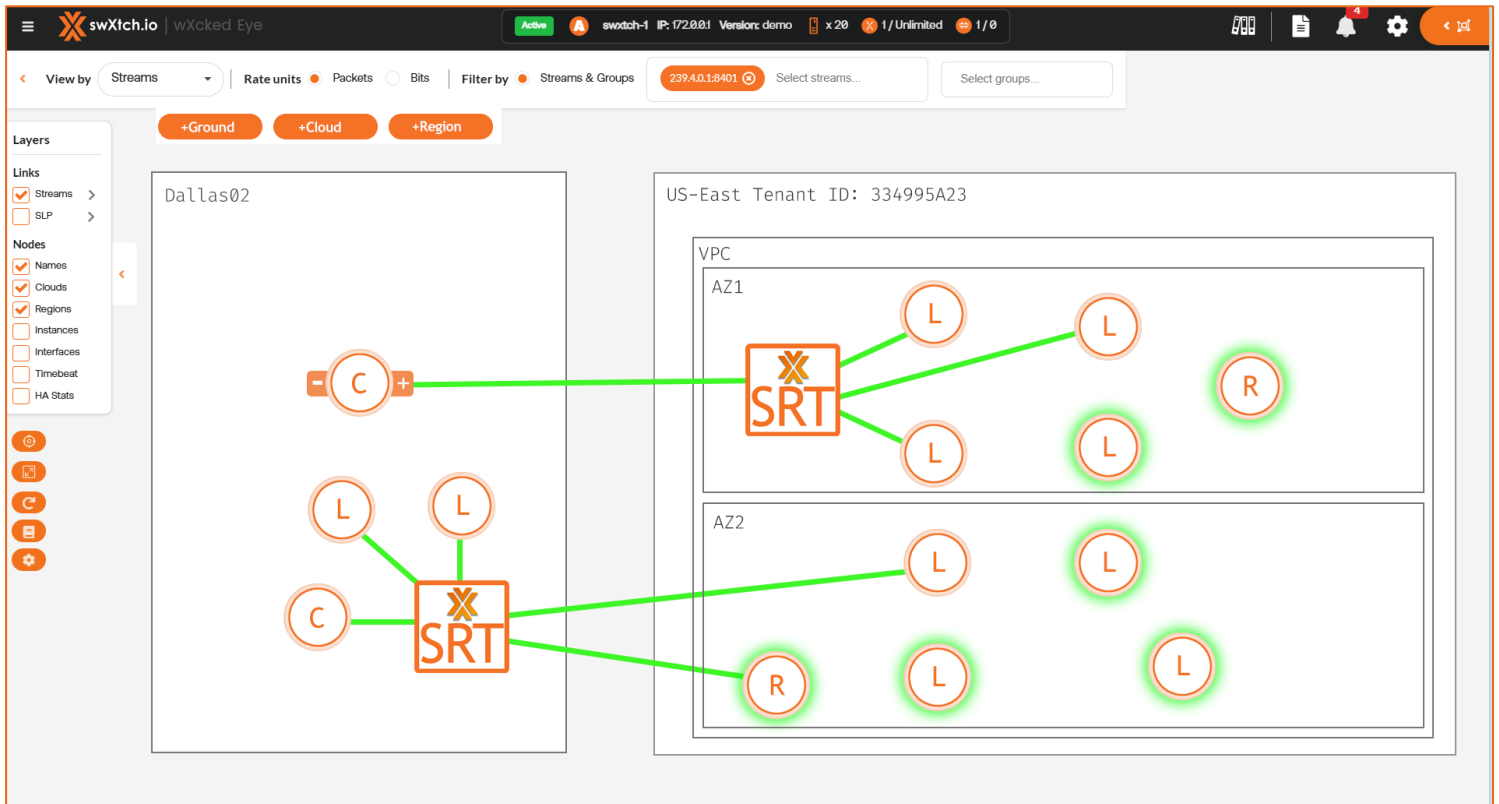 swXtch.io | wXcked Eye
Active
swxtch-1 IP: 172.0.0.1 Version: demo x 20 1 / Unlimited 1 / 0
4
View by Streams
Rate units Packets Bits
Filter by Streams & Groups
239.4.0.1:8401 Select streams...
Select groups...
+Ground +Cloud +Region
Layers
Links
Streams
SLP
Nodes
Names
Clouds
Regions
Instances
Interfaces
Timebeat
HA Stats
Dallas02
- C +
L L
C
SRT
US-East Tenant ID: 334995A23
VPC
AZ1
L
L
SRT
R
L
L
AZ2
L
L
L
L
R